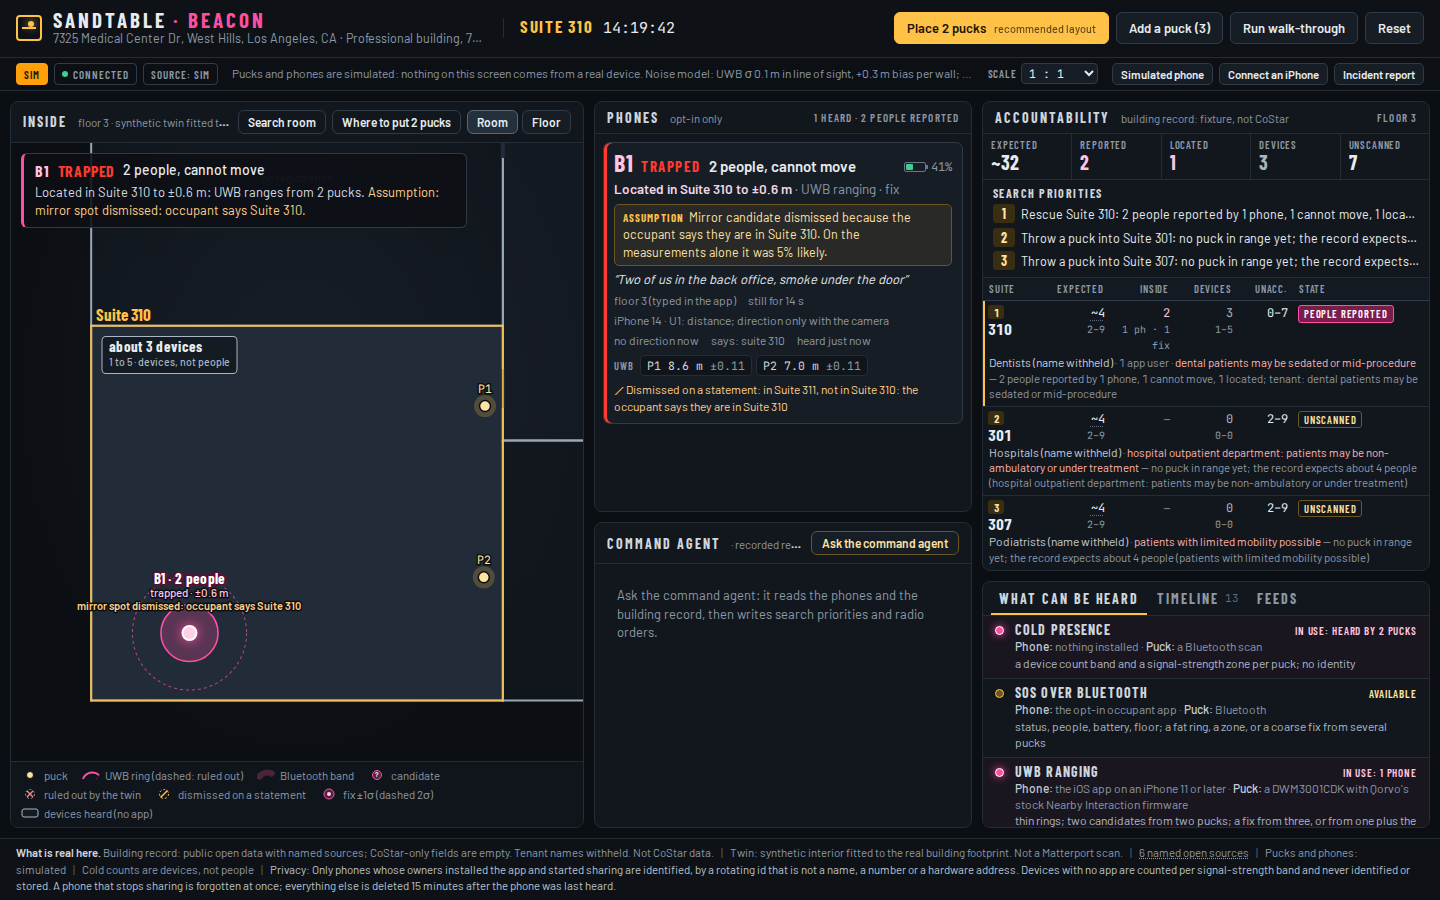 SANDTABLE · BEACON
7325 Medical Center Dr, West Hills, Los Angeles, CA · Professional building, 7…
SUITE 310 14:19:42
Place 2 pucks recommended layout
Add a puck (3)
Run walk-through
Reset
SIM
CONNECTED
SOURCE: SIM
Pucks and phones are simulated: nothing on this screen comes from a real device. Noise model: UWB σ 0.1 m in line of sight, +0.3 m bias per wall; …
SCALE 1 : 1
Simulated phone
Connect an iPhone
Incident report
INSIDE floor 3 · synthetic twin fitted t…
Search room
Where to put 2 pucks
Room
Floor
B1 TRAPPED 2 people, cannot move
Located in Suite 310 to ±0.6 m: UWB ranges from 2 pucks. Assumption:
mirror spot dismissed: occupant says Suite 310.
Suite 310
about 3 devices
1 to 5 · devices, not people
P1
P2
B1 · 2 people
trapped · ±0.6 m
mirror spot dismissed: occupant says Suite 310
puck
UWB ring (dashed: ruled out)
Bluetooth band
candidate
ruled out by the twin
dismissed on a statement
fix ±1σ (dashed 2σ)
devices heard (no app)
PHONES opt-in only
1 HEARD · 2 PEOPLE REPORTED
B1 TRAPPED 2 people, cannot move
41%
Located in Suite 310 to ±0.6 m · UWB ranging · fix
ASSUMPTION Mirror candidate dismissed because the
occupant says they are in Suite 310. On the
measurements alone it was 5% likely.
“Two of us in the back office, smoke under the door”
floor 3 (typed in the app) still for 14 s
iPhone 14 · U1: distance; direction only with the camera
no direction now says: suite 310 heard just now
UWB P1 8.6 m ±0.11 P2 7.0 m ±0.11
Dismissed on a statement: in Suite 311, not in Suite 310: the
occupant says they are in Suite 310
COMMAND AGENT · recorded re…
Ask the command agent
Ask the command agent: it reads the phones and the
building record, then writes search priorities and radio
orders.
ACCOUNTABILITY building record: fixture, not CoStar
FLOOR 3
EXPECTED REPORTED LOCATED DEVICES UNSCANNED
~32 2 1 3 7
SEARCH PRIORITIES
1 Rescue Suite 310: 2 people reported by 1 phone, 1 cannot move, 1 loca…
2 Throw a puck into Suite 301: no puck in range yet; the record expects…
3 Throw a puck into Suite 307: no puck in range yet; the record expects…
SUITE EXPECTED INSIDE DEVICES UNACC. STATE
1 ~4 2 3 0–7 PEOPLE REPORTED
310 2–9 1 ph · 1 1–5
fix
Dentists (name withheld) · 1 app user · dental patients may be sedated or mid-procedure
— 2 people reported by 1 phone, 1 cannot move, 1 located; tenant: dental patients may be
sedated or mid-procedure
2 ~4 — 0 2–9 UNSCANNED
301 2–9 0–0
Hospitals (name withheld) · hospital outpatient department: patients may be non-
ambulatory or under treatment — no puck in range yet; the record expects about 4 people
(hospital outpatient department: patients may be non-ambulatory or under treatment)
3 ~4 — 0 2–9 UNSCANNED
307 2–9 0–0
Podiatrists (name withheld) · patients with limited mobility possible — no puck in range
yet; the record expects about 4 people (patients with limited mobility possible)
WHAT CAN BE HEARD TIMELINE 13 FEEDS
COLD PRESENCE IN USE: HEARD BY 2 PUCKS
Phone: nothing installed · Puck: a Bluetooth scan
a device count band and a signal-strength zone per puck; no identity
SOS OVER BLUETOOTH AVAILABLE
Phone: the opt-in occupant app · Puck: Bluetooth
status, people, battery, floor; a fat ring, a zone, or a coarse fix from several
pucks
UWB RANGING IN USE: 1 PHONE
Phone: the iOS app on an iPhone 11 or later · Puck: a DWM3001CDK with Qorvo's
stock Nearby Interaction firmware
thin rings; two candidates from two pucks; a fix from three, or from one plus the
What is real here. Building record: public open data with named sources; CoStar-only fields are empty. Tenant names withheld. Not CoStar data. | Twin: synthetic interior fitted to the real building footprint. Not a Matterport scan. | 6 named open sources | Pucks and phones:
simulated | Cold counts are devices, not people | Privacy: Only phones whose owners installed the app and started sharing are identified, by a rotating id that is not a name, a number or a hardware address. Devices with no app are counted per signal-strength band and never identified or
stored. A phone that stops sharing is forgotten at once; everything else is deleted 15 minutes after the phone was last heard.